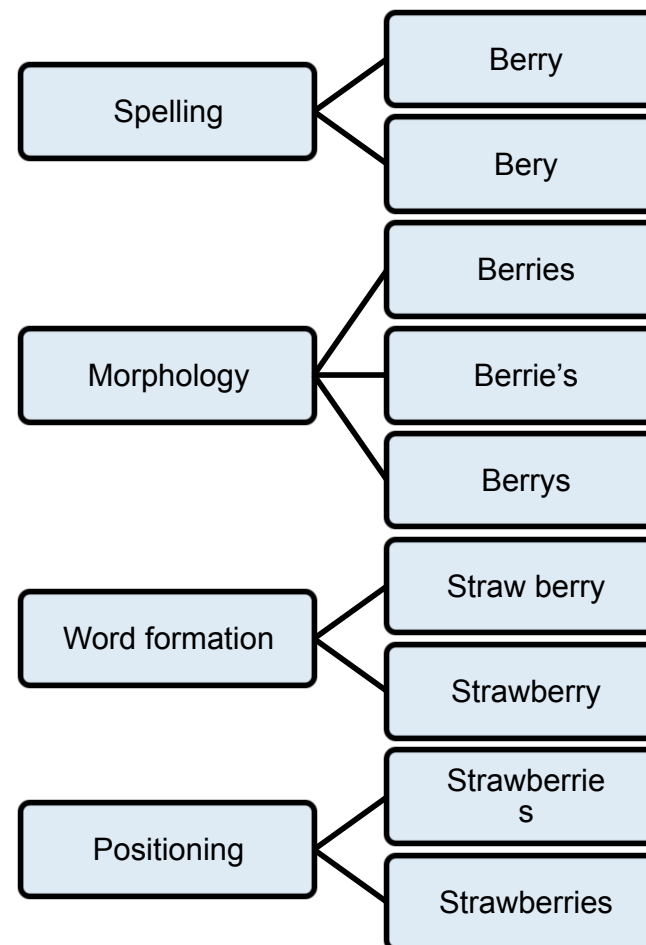 Spelling
Berry
Bery
Morphology
Berries
Berrie’s
Berrys
Word formation
Straw berry
Strawberry
Positioning
Strawberrie
s
Strawberries